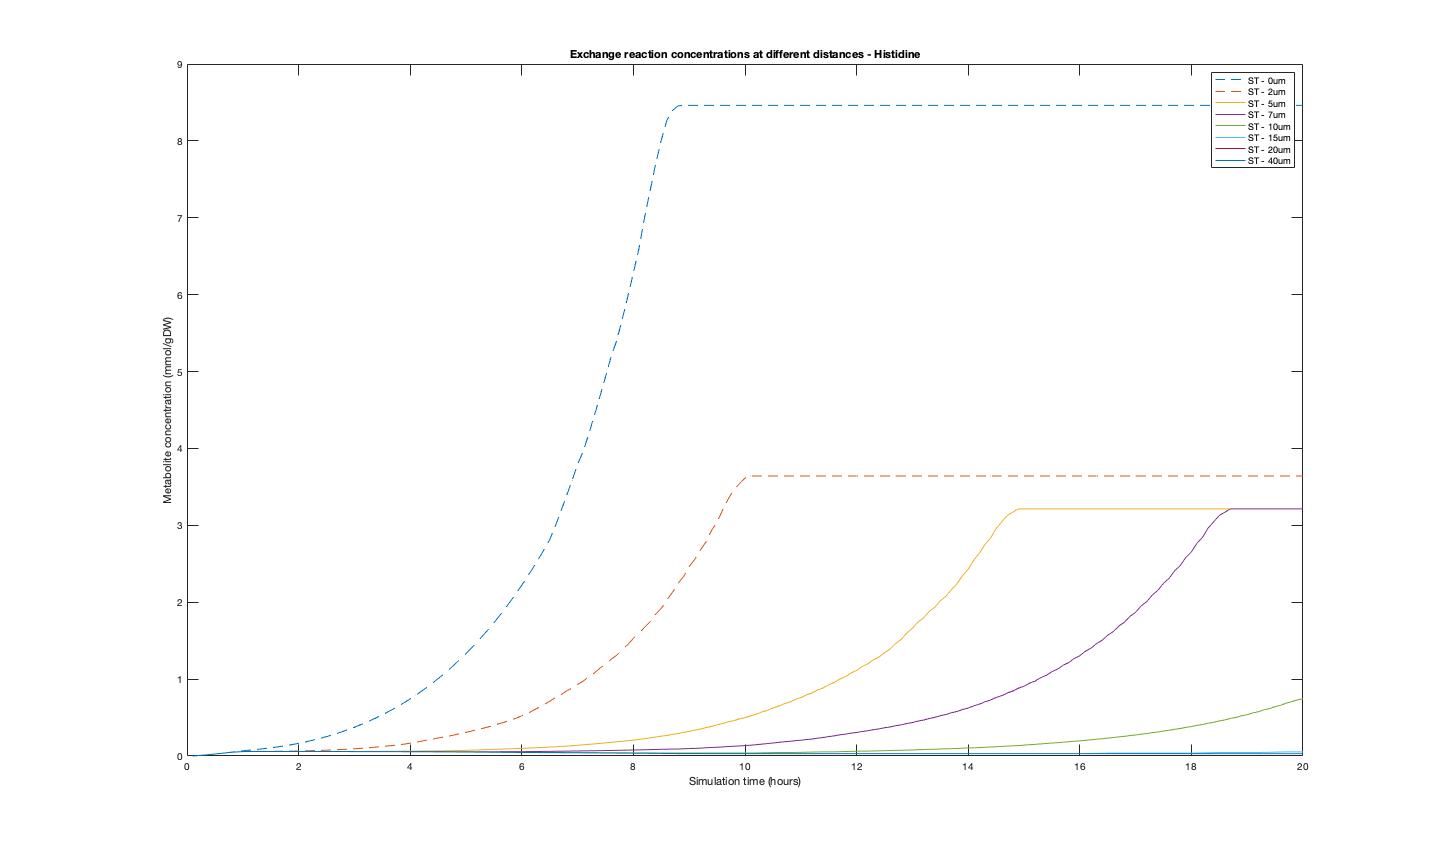 Exchange reaction concentrations at different distances - Histidine
9
8
7
6
5
4
3
2
1
0
Metabolite concentration (mmol/gDW)
ST - 0um
ST - 2um
ST - 5um
ST - 7um
ST - 10um
ST - 15um
ST - 20um
ST - 40um
0 2 4 6 8 10 12 14 16 18 20
Simulation time (hours)